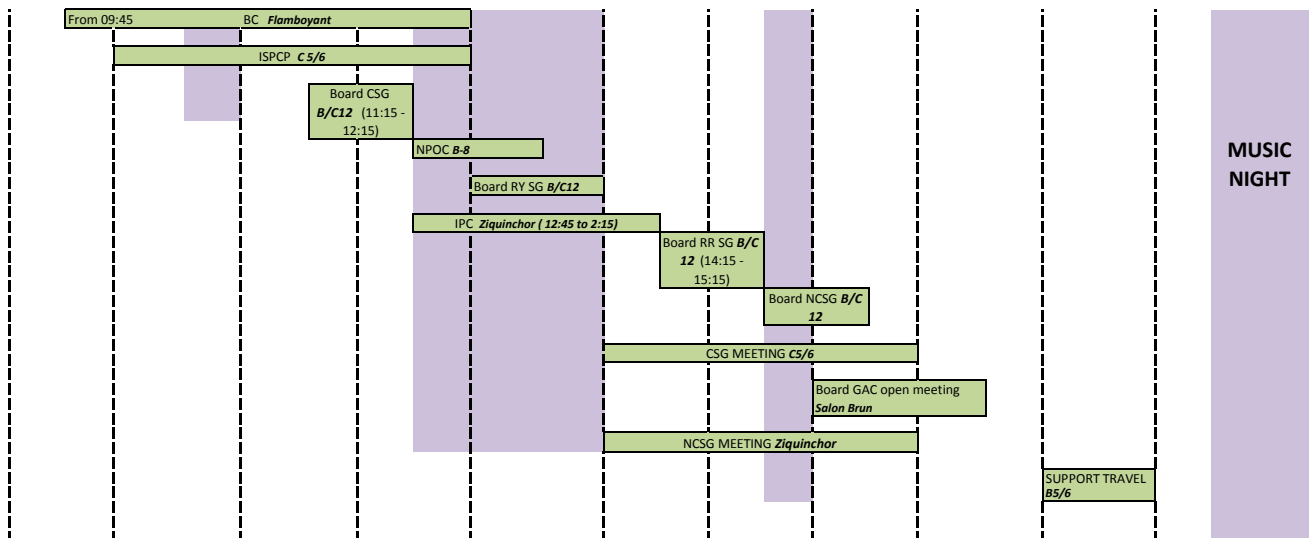 From 09:45 BC Flamboyant
ISPCP C 5/6
Board CSG
B/C12 (11:15 -
12:15)
NPOC B-8
MUSIC
NIGHT
Board RY SG B/C12
IPC Ziquinchor ( 12:45 to 2:15)
Board RR SG B/C
12 (14:15 -
15:15)
Board NCSG B/C
12
CSG MEETING C5/6
Board GAC open meeting
Salon Brun
NCSG MEETING Ziquinchor
SUPPORT TRAVEL
B5/6